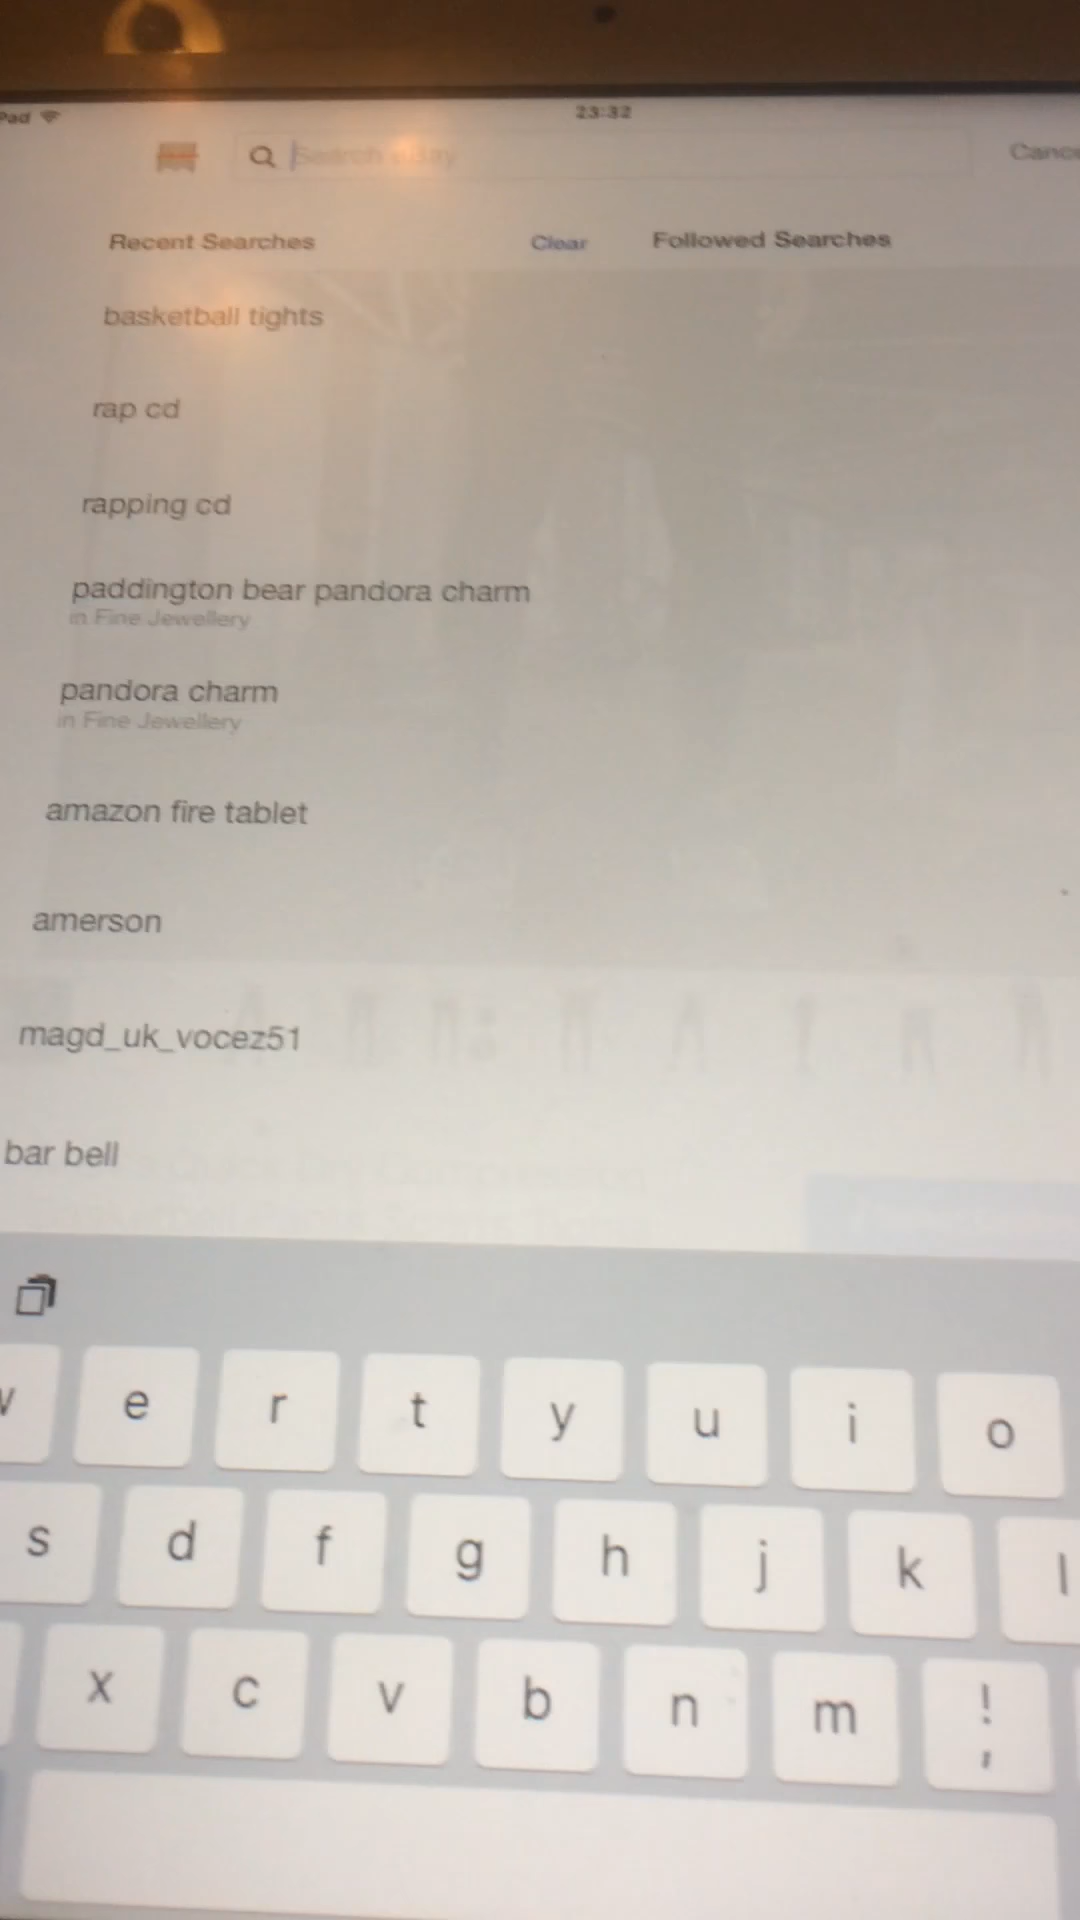 Pad
23:32
Search eBay
Cance
Recent Searches
Clear
Followed Searches
basketball tights
rap cd
rapping cd
paddington bear pandora charm
in Fine Jewellery
pandora charm
in Fine Jewellery
amazon fire tablet
amerson
magd_uk_vocez51
bar bell
e r t y u i o
s d f g h j k l
x c v b n m !
,